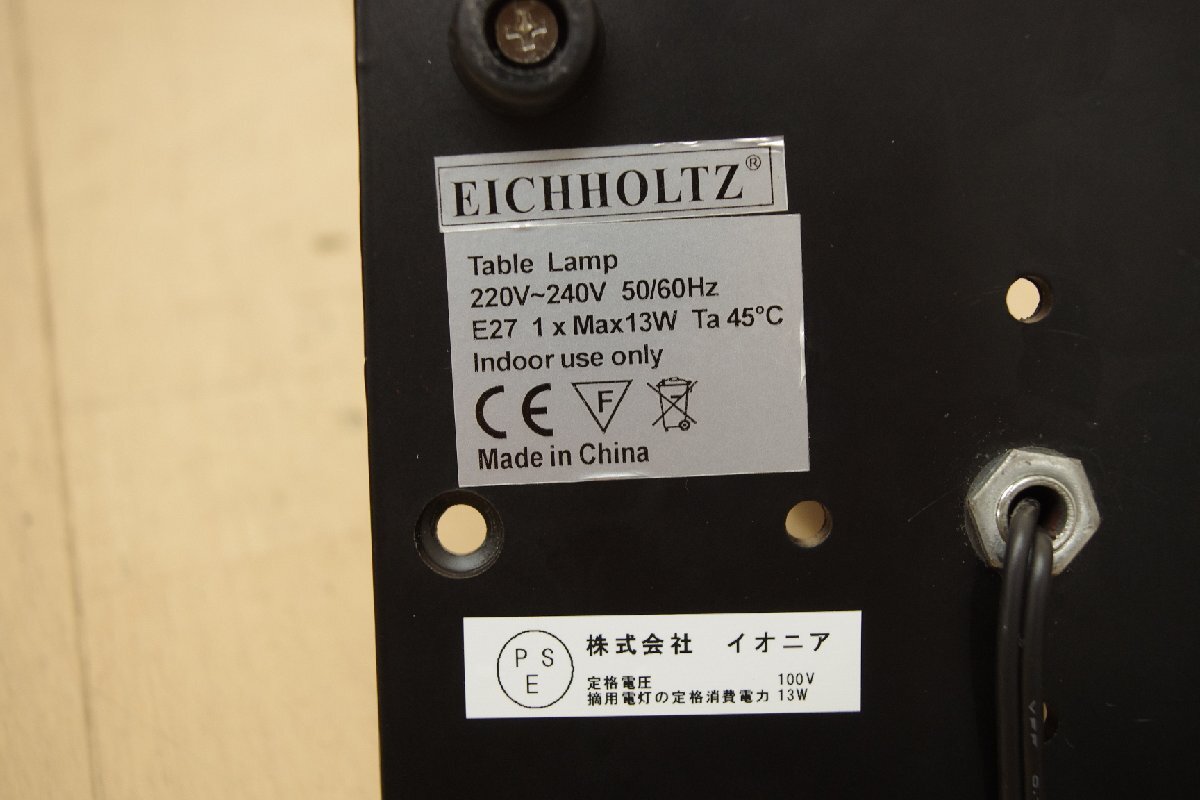 EICHHOLTZ®
Table Lamp
220V~240V 50/60Hz
E27 1 x Max13W Ta 45°C
Indoor use only
CE F
Made in China
PSE 株式会社 イオニア
定格電圧 100V
摘用電灯の定格消費電力 13W
VFF